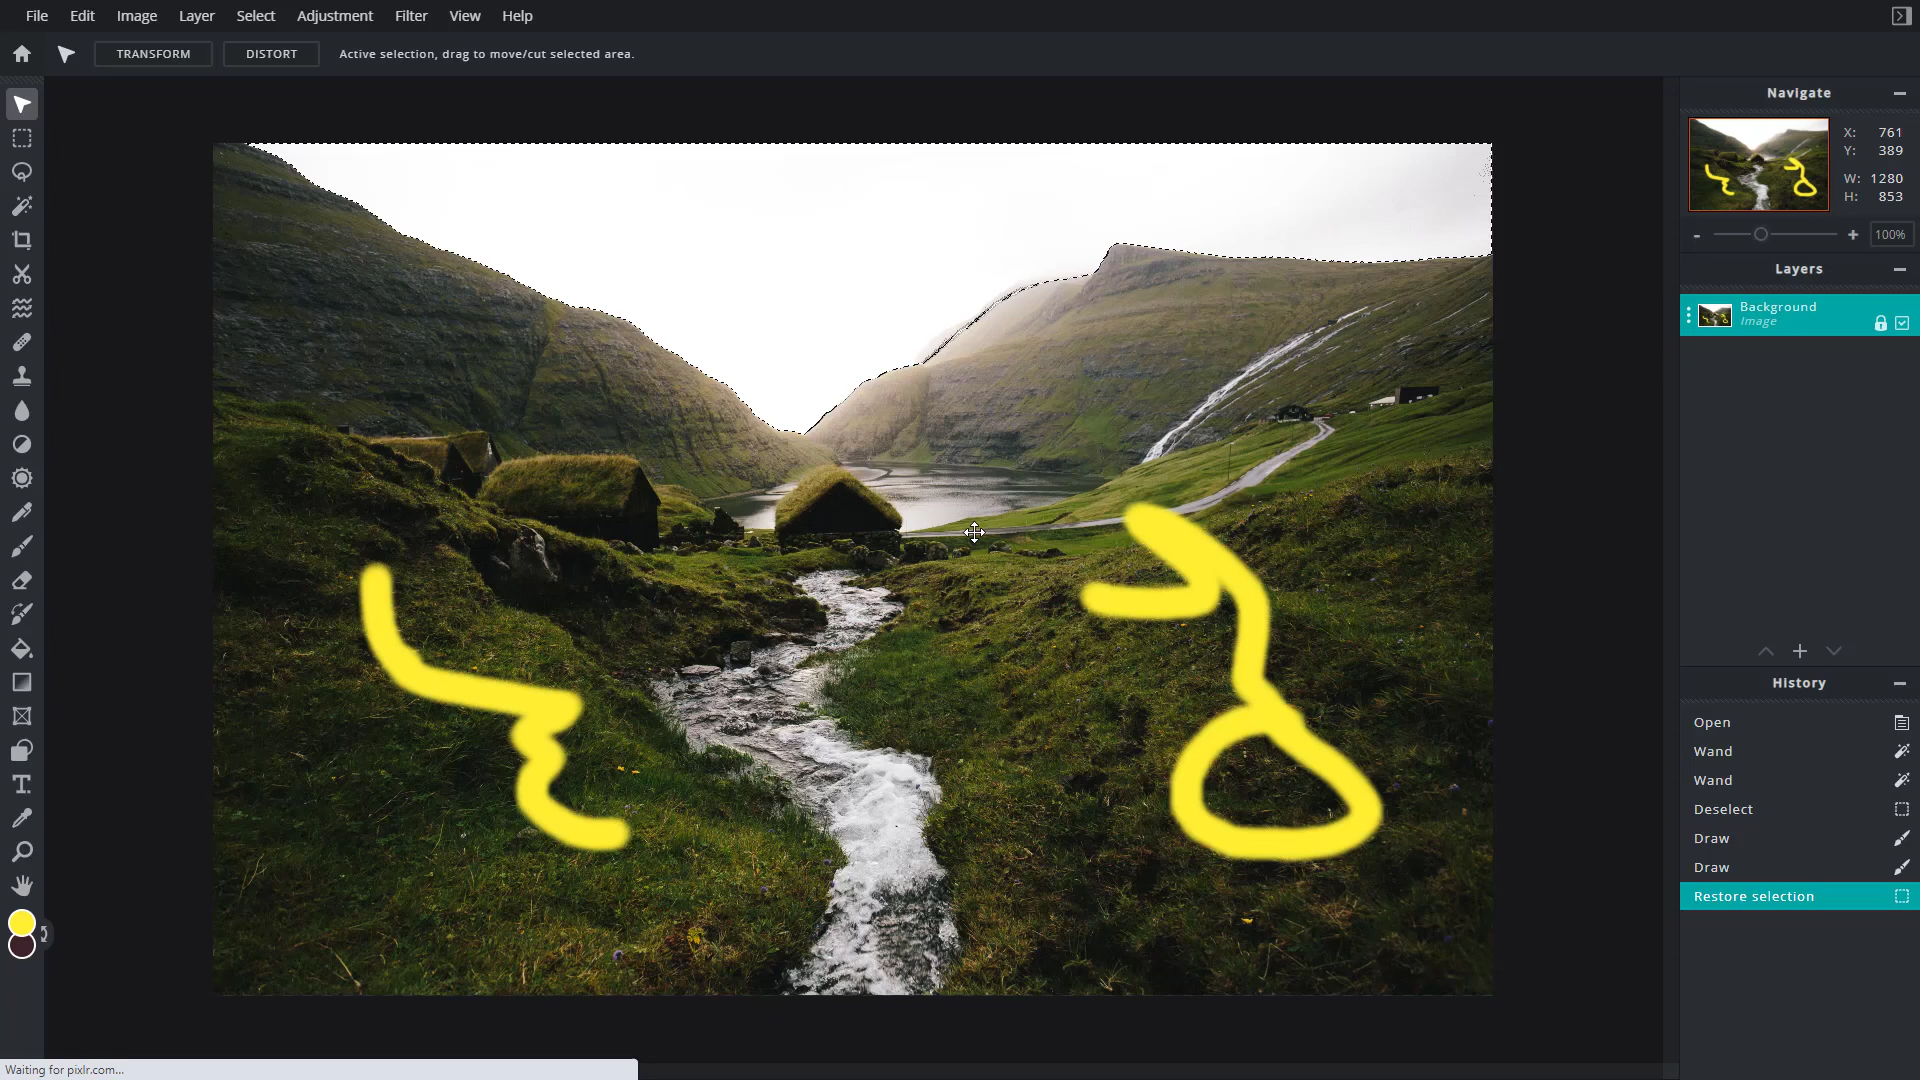 File Edit Image Layer Select Adjustment Filter View Help
TRANSFORM DISTORT Active selection, drag to move/cut selected area.
Navigate
X: 761
Y: 389
W: 1280
H: 853
- + 100%
Layers
Background
Image
History
Open
Wand
Wand
Deselect
Draw
Draw
Restore selection
Waiting for pixlr.com...